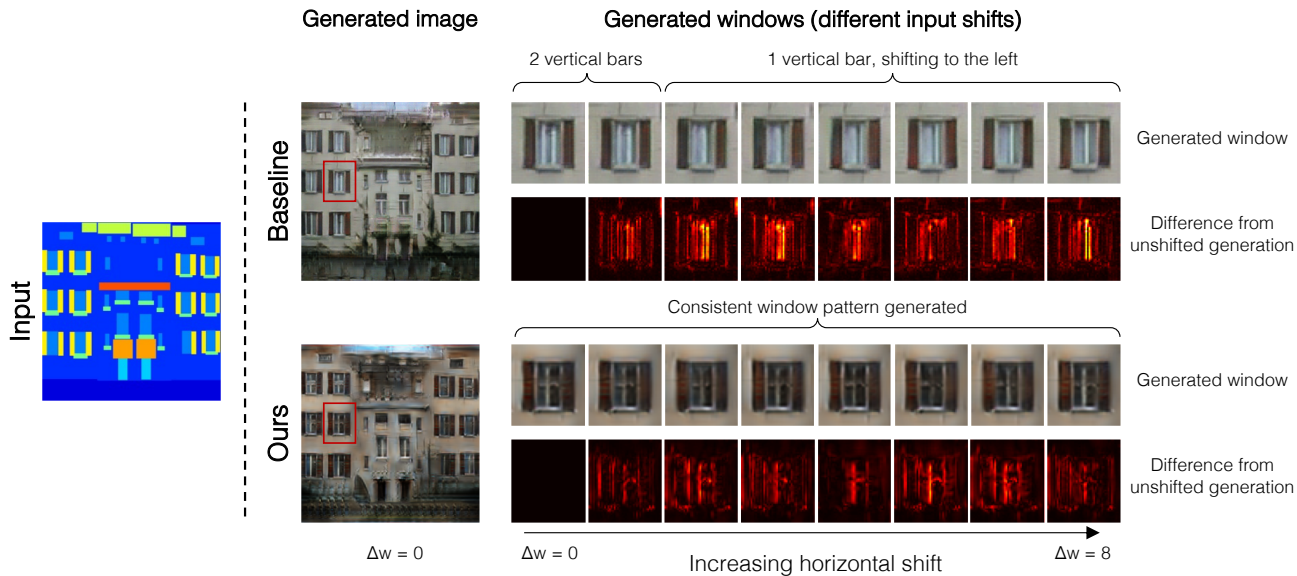 Generated image
Generated windows (different input shifts)
2 vertical bars
1 vertical bar, shifting to the left
Input
Baseline
Generated window
Difference from
unshifted generation
Consistent window pattern generated
Ours
Generated window
Difference from
unshifted generation
Δw = 0
Δw = 0
Increasing horizontal shift
Δw = 8